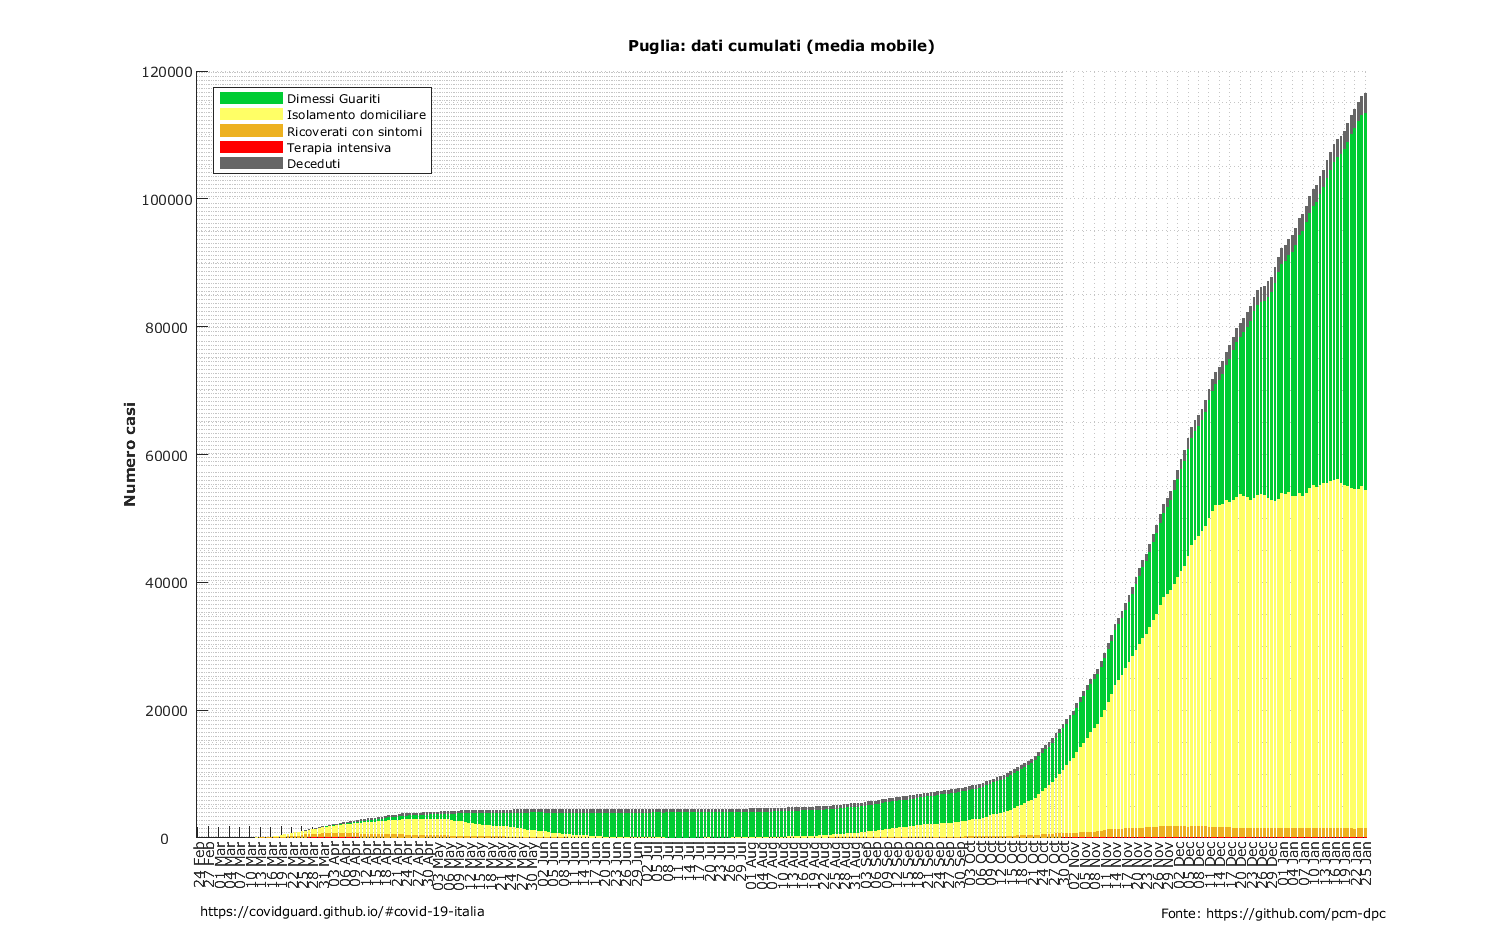 Puglia: dati cumulati (media mobile)
120000
100000
80000
60000
40000
20000
0
Numero casi
Dimessi Guariti
Isolamento domiciliare
Ricoverati con sintomi
Terapia intensiva
Deceduti
24 Feb
27 Feb
01 Mar
04 Mar
07 Mar
10 Mar
13 Mar
16 Mar
19 Mar
22 Mar
25 Mar
28 Mar
31 Mar
03 Apr
06 Apr
09 Apr
12 Apr
15 Apr
18 Apr
21 Apr
24 Apr
27 Apr
30 Apr
03 May
06 May
09 May
12 May
15 May
18 May
21 May
24 May
27 May
30 May
02 Jun
05 Jun
08 Jun
11 Jun
14 Jun
17 Jun
20 Jun
23 Jun
26 Jun
29 Jun
02 Jul
05 Jul
08 Jul
11 Jul
14 Jul
17 Jul
20 Jul
23 Jul
26 Jul
29 Jul
01 Aug
04 Aug
07 Aug
10 Aug
13 Aug
16 Aug
19 Aug
22 Aug
25 Aug
28 Aug
31 Aug
03 Sep
06 Sep
09 Sep
12 Sep
15 Sep
18 Sep
21 Sep
24 Sep
27 Sep
30 Sep
03 Oct
06 Oct
09 Oct
12 Oct
15 Oct
18 Oct
21 Oct
24 Oct
27 Oct
30 Oct
02 Nov
05 Nov
08 Nov
11 Nov
14 Nov
17 Nov
20 Nov
23 Nov
26 Nov
29 Nov
02 Dec
05 Dec
08 Dec
11 Dec
14 Dec
17 Dec
20 Dec
23 Dec
26 Dec
29 Dec
01 Jan
04 Jan
07 Jan
10 Jan
13 Jan
16 Jan
19 Jan
22 Jan
25 Jan
https://covidguard.github.io/#covid-19-italia
Fonte: https://github.com/pcm-dpc